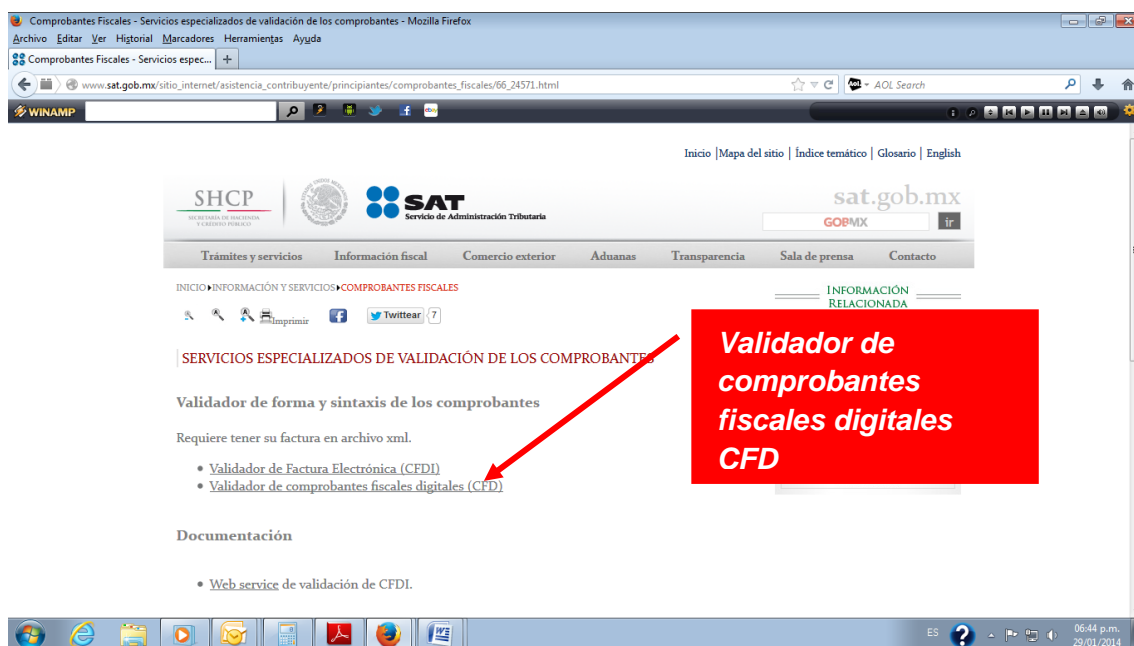 Comprobantes Fiscales - Servicios especializados de validación de los comprobantes - Mozilla Firefox
Archivo Editar Ver Historial Marcadores Herramientas Ayuda
Comprobantes Fiscales - Servicios espec... +
www.sat.gob.mx/sitio_internet/asistencia_contribuyente/principiantes/comprobantes_fiscales/66_24571.html
AOL Search
WINAMP
Inicio |Mapa del sitio | Índice temático | Glosario | English
SHCP
SECRETARÍA DE HACIENDA
Y CRÉDITO PÚBLICO
SAT
Servicio de Administración Tributaria
sat.gob.mx
GOBMX
ir
Trámites y servicios Información fiscal Comercio exterior Aduanas Transparencia Sala de prensa Contacto
INICIO▸INFORMACIÓN Y SERVICIOS▸COMPROBANTES FISCALES
INFORMACIÓN
RELACIONADA
Imprimir Twittear 7
SERVICIOS ESPECIALIZADOS DE VALIDACIÓN DE LOS COMPROBANTES
Validador de
comprobantes
fiscales digitales
CFD
Validador de forma y sintaxis de los comprobantes
Requiere tener su factura en archivo xml.
• Validador de Factura Electrónica (CFDI)
• Validador de comprobantes fiscales digitales (CFD)
Documentación
• Web service de validación de CFDI.
ES
06:44 p.m.
29/01/2014